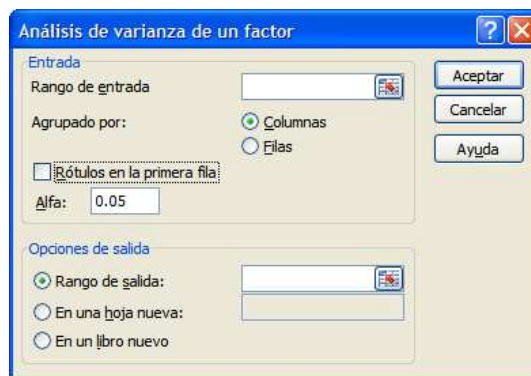 Análisis de varianza de un factor
Entrada
Rango de entrada
Aceptar
Agrupado por:
Columnas
Cancelar
Filas
Ayuda
Rótulos en la primera fila
Alfa: 0.05
Opciones de salida
Rango de salida:
En una hoja nueva:
En un libro nuevo